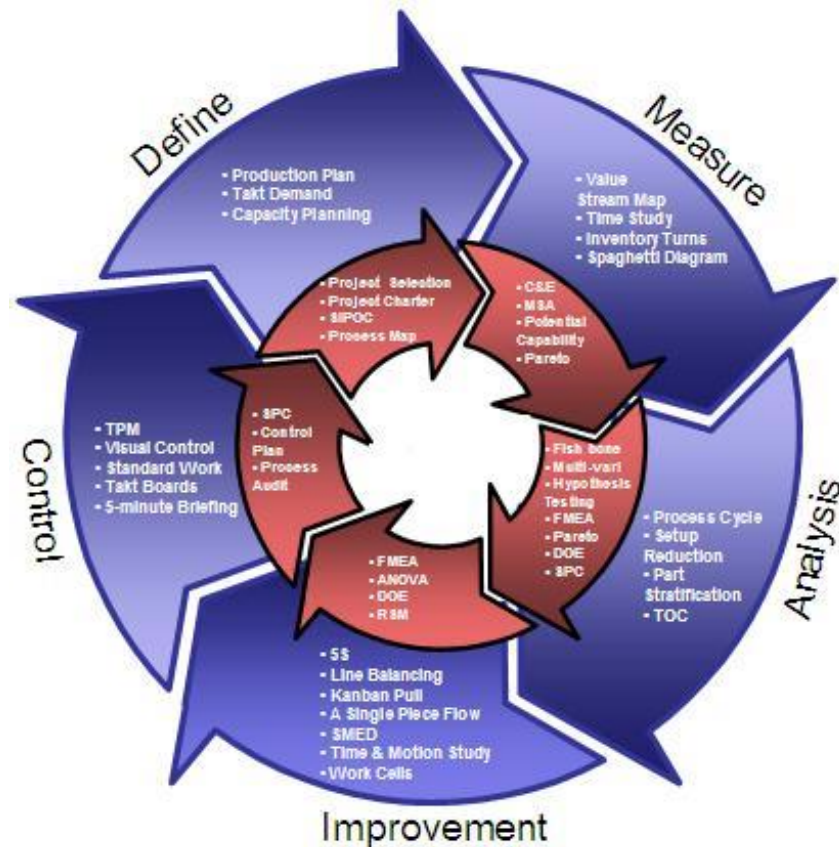 Define
- Production Plan
- Takt Demand
- Capacity Planning
Measure
- Value
Stream Map
- Time Study
- Inventory Turns
- Spaghetti Diagram
Analysis
- Process Cycle
- Setup
Reduction
- Part
Stratification
- TOC
Improvement
- 5S
- Line Balancing
- Kanban Pull
- A Single Piece Flow
- SMED
- Time & Motion Study
- Work Cells
Control
- TPM
- Visual Control
- Standard Work
- Takt Boards
- 5-minute Briefing
- Project Selection
- Project Charter
- SIPOC
- Process Map
- C&E
- MSA
- Potential
Capability
- Pareto
- Fish bone
- Multi-vari
- Hypothesis
Testing
- FMEA
- Pareto
- DOE
- SPC
- FMEA
- ANOVA
- DOE
- RSM
- SPC
- Control
Plan
- Process
Audit